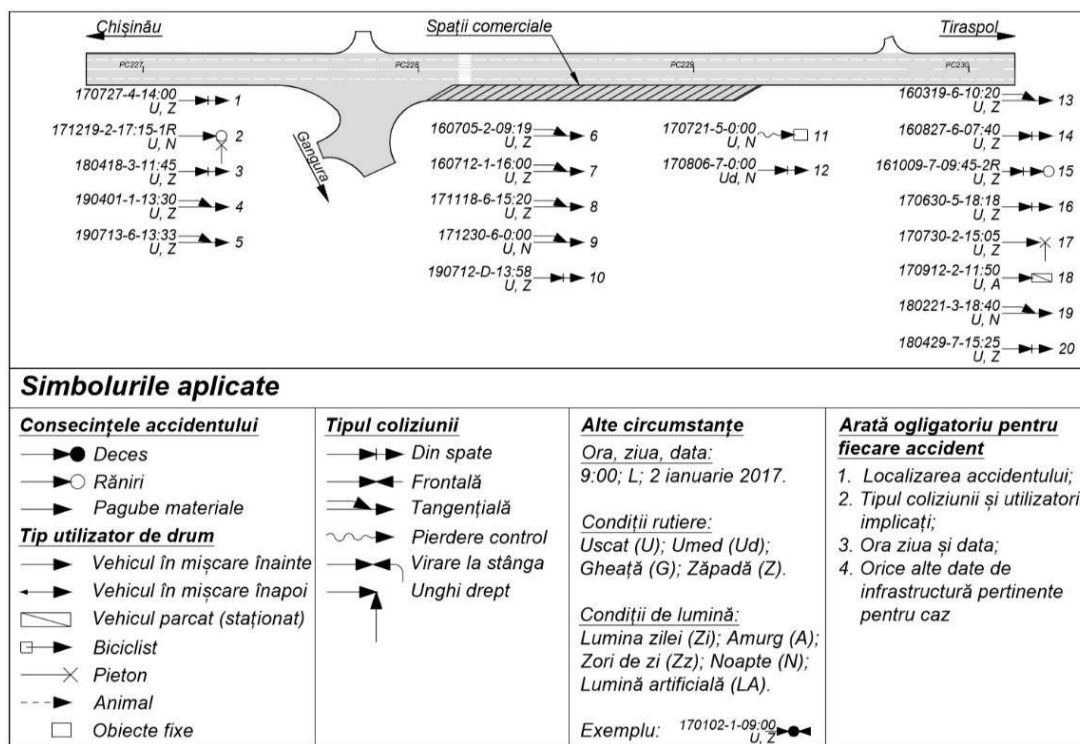 Chișinău
Spații comerciale
Tiraspol
PC227
PC228
PC229
PC230
Gangura
170727-4-14:00
U, Z
1
171219-2-17:15-1R
U, N
2
180418-3-11:45
U, Z
3
190401-1-13:30
U, Z
4
190713-6-13:33
U, Z
5
160705-2-09:19
U, Z
6
160712-1-16:00
U, Z
7
171118-6-15:20
U, Z
8
171230-6-0:00
U, N
9
190712-D-13:58
U, Z
10
170721-5-0:00
U, N
11
170806-7-0:00
Ud, N
12
160319-6-10:20
U, Z
13
160827-6-07:40
U, Z
14
161009-7-09:45-2R
U, Z
15
170630-5-18:18
U, Z
16
170730-2-15:05
U, Z
17
170912-2-11:50
U, A
18
180221-3-18:40
U, N
19
180429-7-15:25
U, Z
20
Simbolurile aplicate
Consecințele accidentului
Deces
Răniri
Pagube materiale
Tip utilizator de drum
Vehicul în mișcare înainte
Vehicul în mișcare înapoi
Vehicul parcat (staționat)
Biciclist
Pieton
Animal
Obiecte fixe
Tipul coliziunii
Din spate
Frontală
Tangențială
Pierdere control
Virare la stânga
Unghi drept
Alte circumstanțe
Ora, ziua, data:
9:00; L; 2 ianuarie 2017.
Condiții rutiere:
Uscat (U); Umed (Ud);
Gheață (G); Zăpadă (Z).
Condiții de lumină:
Lumina zilei (Zi); Amurg (A);
Zori de zi (Zz); Noapte (N);
Lumină artificială (LA).
Exemplu: 170102-1-09:00
U, Z
Arată ogligatoriu pentru
fiecare accident
1. Localizarea accidentului;
2. Tipul coliziunii și utilizatori
implicați;
3. Ora ziua și data;
4. Orice alte date de
infrastructură pertinente
pentru caz